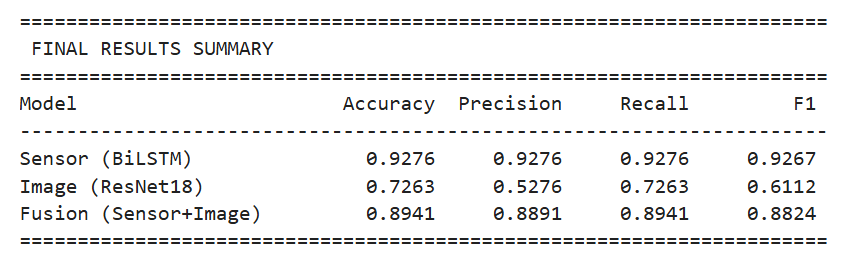 ======================================================================
 FINAL RESULTS SUMMARY
======================================================================
Model                       Accuracy  Precision     Recall         F1
----------------------------------------------------------------------
Sensor (BiLSTM)               0.9276     0.9276     0.9276     0.9267
Image (ResNet18)              0.7263     0.5276     0.7263     0.6112
Fusion (Sensor+Image)         0.8941     0.8891     0.8941     0.8824
======================================================================